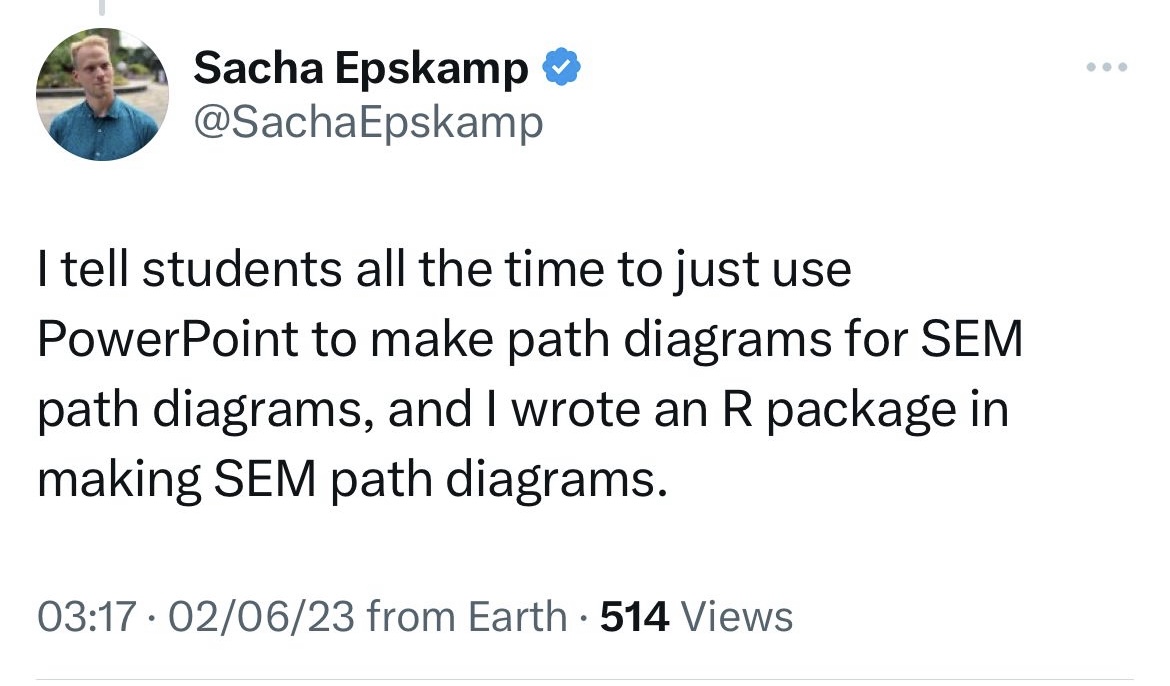 Sacha Epskamp
@SachaEpskamp
I tell students all the time to just use
PowerPoint to make path diagrams for SEM
path diagrams, and I wrote an R package in
making SEM path diagrams.
03:17 · 02/06/23 from Earth · 514 Views